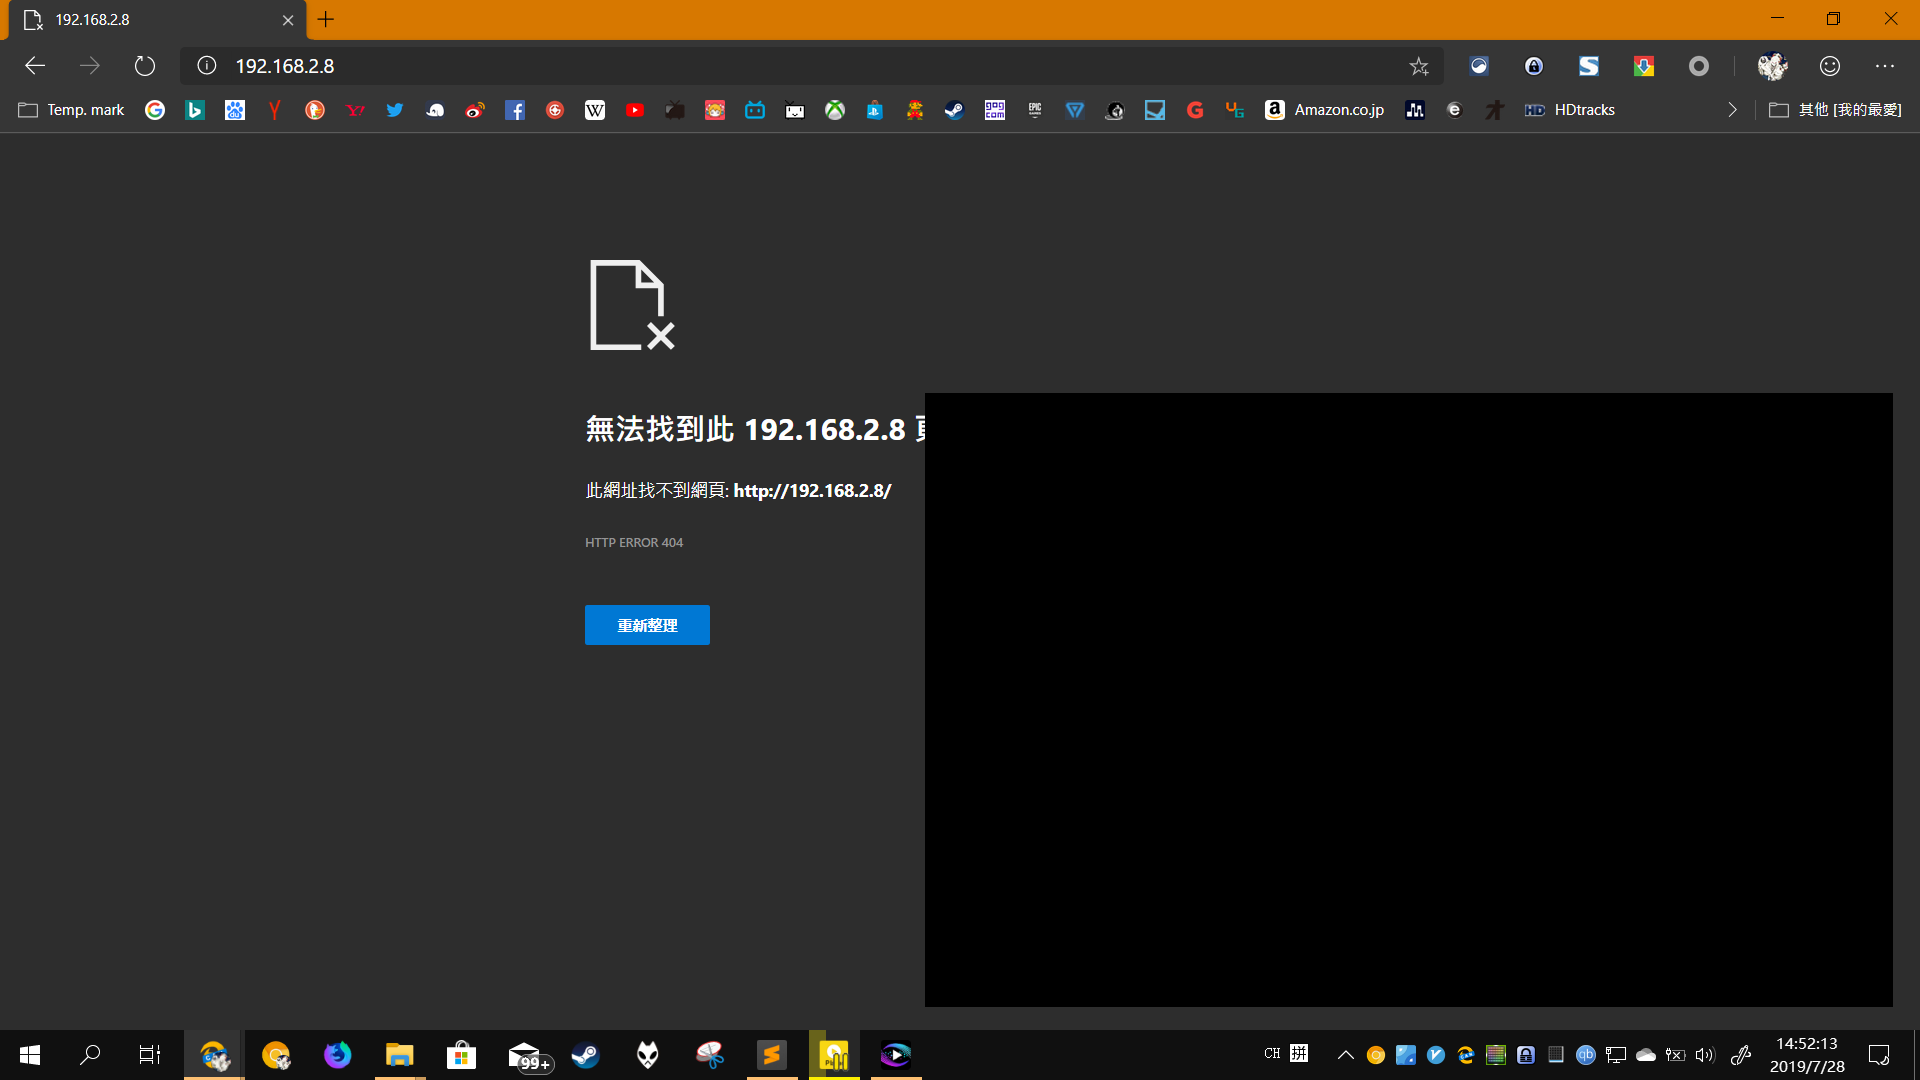 192.168.2.8
192.168.2.8
Temp. mark
Amazon.co.jp
HDtracks
其他 [我的最愛]
無法找到此 192.168.2.8
此網址找不到網頁: http://192.168.2.8/
HTTP ERROR 404
重新整理
99+
CH 拼
14:52:13
2019/7/28